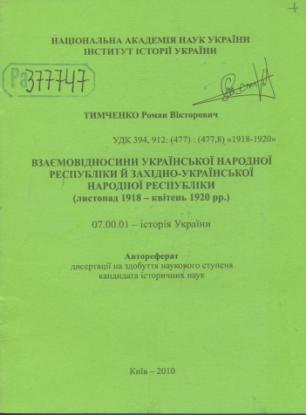 НАЦІОНАЛЬНА АКАДЕМІЯ НАУК УКРАЇНИ
ІНСТИТУТ ІСТОРІЇ УКРАЇНИ
Ра377747
ТИМЧЕНКО Роман Вікторович
УДК 394, 912: (477) : (477,8) «1918-1920»
ВЗАЄМОВІДНОСИНИ УКРАЇНСЬКОЇ НАРОДНОЇ
РЕСПУБЛІКИ Й ЗАХІДНО-УКРАЇНСЬКОЇ
НАРОДНОЇ РЕСПУБЛІКИ
(листопад 1918 – квітень 1920 рр.)
07.00.01 – історія України
Автореферат
дисертації на здобуття наукового ступеня
кандидата історичних наук
Київ – 2010